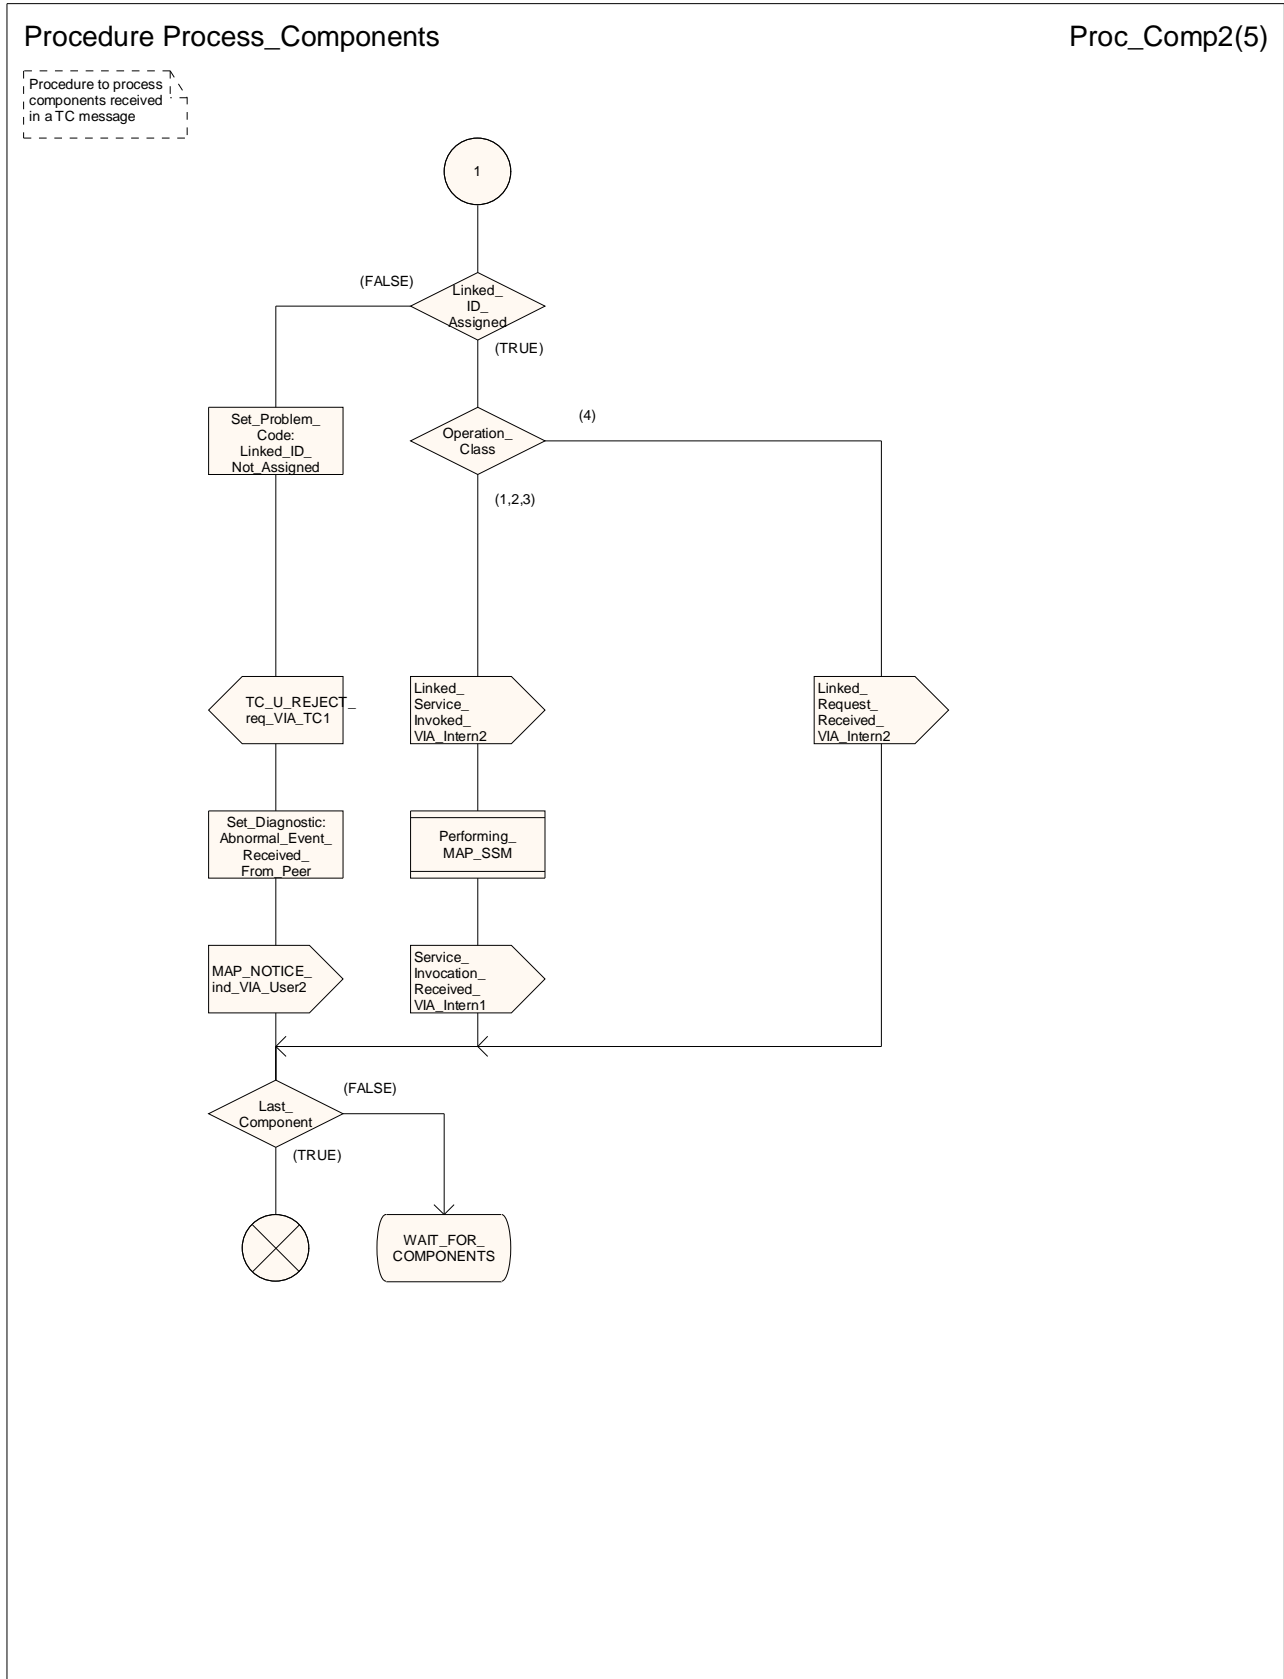 Procedure Process_Components
Proc_Comp2(5)
Procedure to process
components received
in a TC message
1
(FALSE)
Linked_
ID_
Assigned
(TRUE)
Set_Problem_
Code:
Linked_ID_
Not_Assigned
Operation_
Class
(4)
(1,2,3)
TC_U_REJECT_
req_VIA_TC1
Linked_
Service_
Invoked_
VIA_Intern2
Linked_
Request_
Received_
VIA_Intern2
Set_Diagnostic:
Abnormal_Event_
Received_
From_Peer
Performing_
MAP_SSM
MAP_NOTICE_
ind_VIA_User2
Service_
Invocation_
Received_
VIA_Intern1
Last_
Component
(FALSE)
(TRUE)
WAIT_FOR_
COMPONENTS